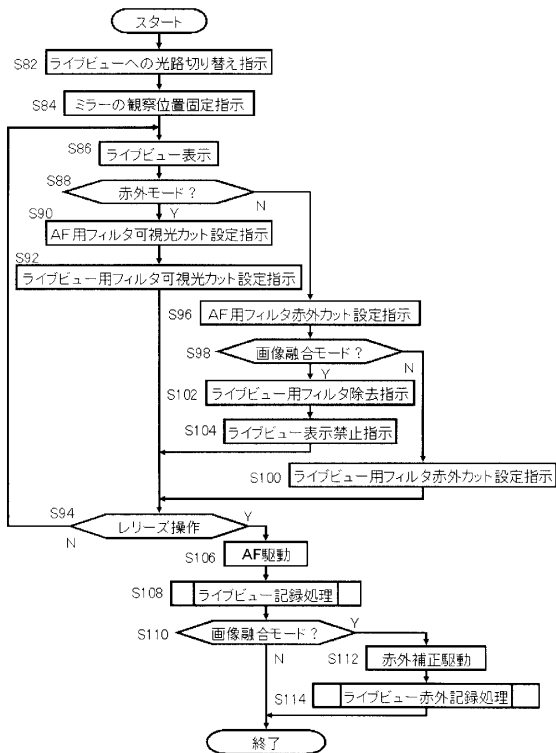 スタート
S82 ライブビューへの光路切り替え指示
S84 ミラーの観察位置固定指示
S86 ライブビュー表示
S88 赤外モード?
Y N
S90 AF用フィルタ可視光カット設定指示
S92 ライブビュー用フィルタ可視光カット設定指示
S96 AF用フィルタ赤外カット設定指示
S98 画像融合モード?
Y N
S102 ライブビュー用フィルタ除去指示
S104 ライブビュー表示禁止指示
S100 ライブビュー用フィルタ赤外カット設定指示
S94 レリーズ操作
N Y
S106 AF駆動
S108 ライブビュー記録処理
S110 画像融合モード?
N Y
S112 赤外補正駆動
S114 ライブビュー赤外記録処理
終了